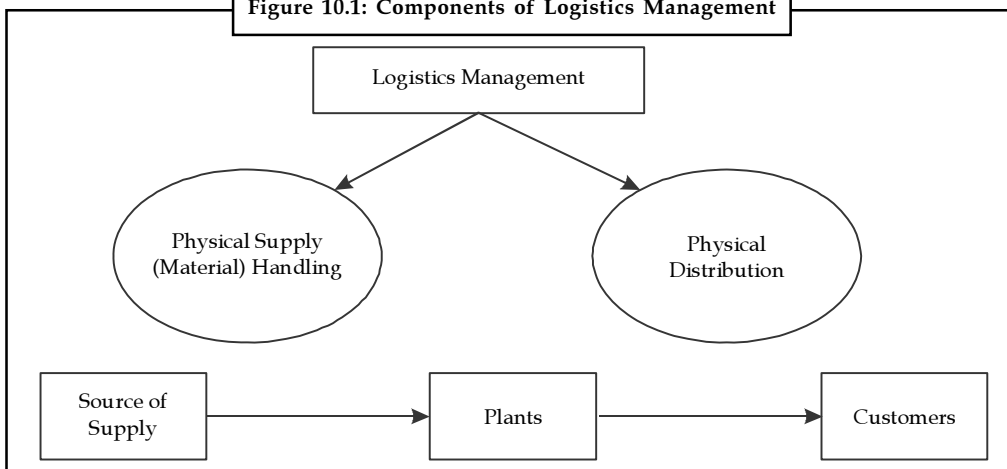 Figure 10.1: Components of Logistics Management
Logistics Management
Physical Supply
(Material) Handling
Physical
Distribution
Source of
Supply
Plants
Customers